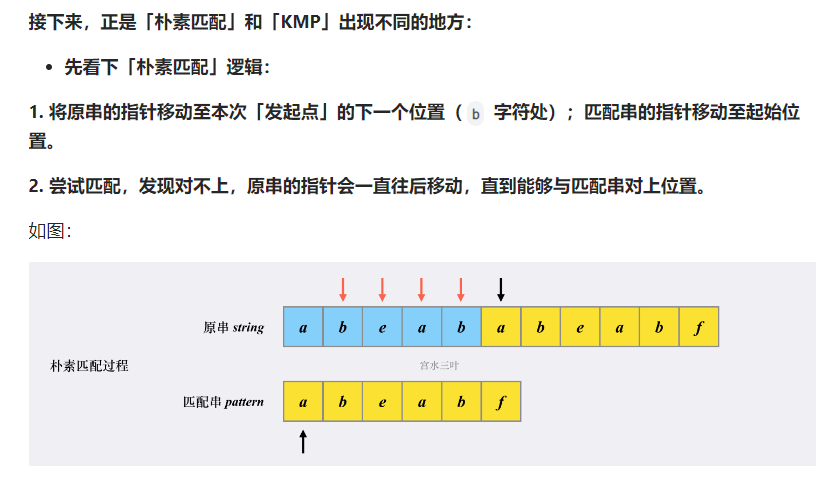 接下来，正是「朴素匹配」和「KMP」出现不同的地方：
• 先看下「朴素匹配」逻辑：
1. 将原串的指针移动至本次「发起点」的下一个位置（ b 字符处）；匹配串的指针移动至起始位
置。
2. 尝试匹配，发现对不上，原串的指针会一直往后移动，直到能够与匹配串对上位置。
如图：
原串 string a b e a b a b e a b f
朴素匹配过程
宫水三叶
匹配串 pattern a b e a b f